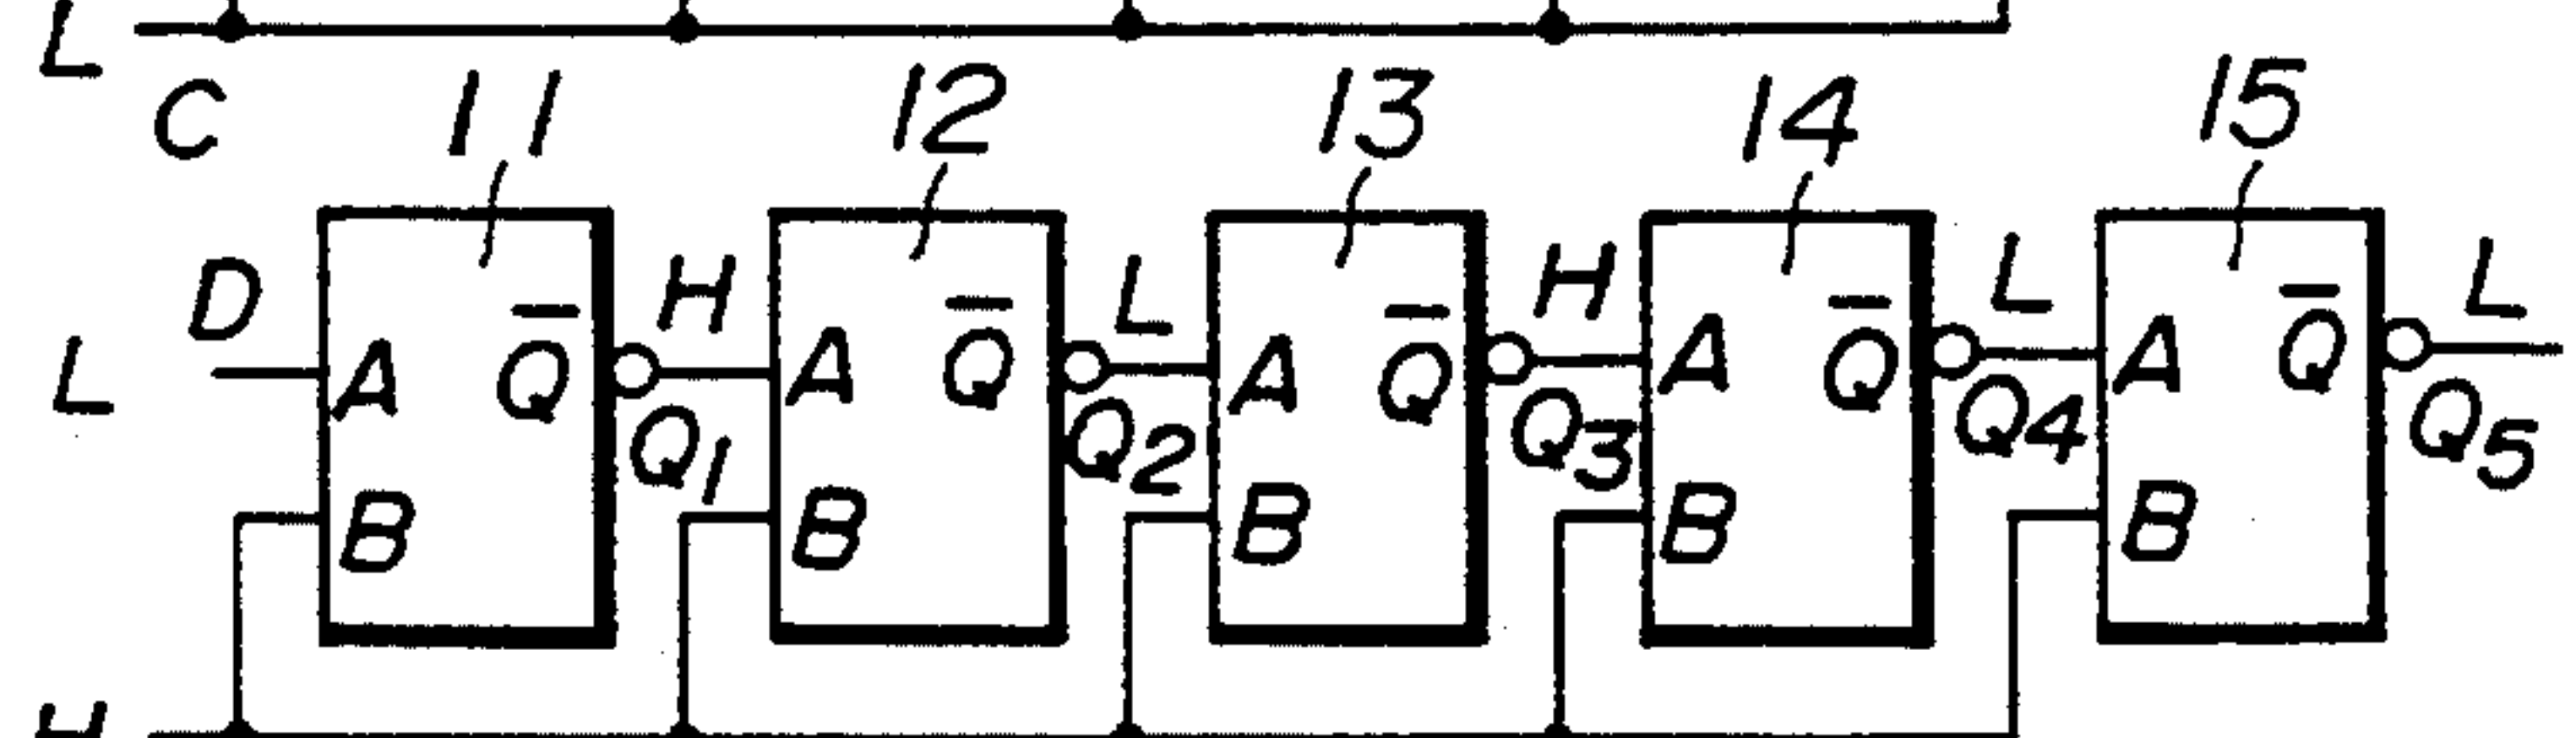 L
C 11 12 13 14 15
D H L H L L
L A Q̅ A Q̅ A Q̅ A Q̅ A Q̅
Q1 Q2 Q3 Q4 Q5
B B B B B
H